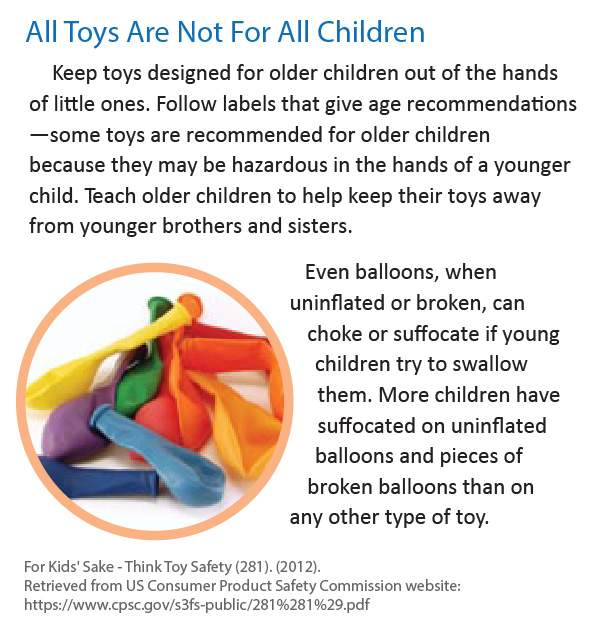 All Toys Are Not For All Children
Keep toys designed for older children out of the hands
of little ones. Follow labels that give age recommendations
—some toys are recommended for older children
because they may be hazardous in the hands of a younger
child. Teach older children to help keep their toys away
from younger brothers and sisters.
Even balloons, when
uninflated or broken, can
choke or suffocate if young
children try to swallow
them. More children have
suffocated on uninflated
balloons and pieces of
broken balloons than on
any other type of toy.
For Kids' Sake - Think Toy Safety (281). (2012).
Retrieved from US Consumer Product Safety Commission website:
https://www.cpsc.gov/s3fs-public/281%281%29.pdf